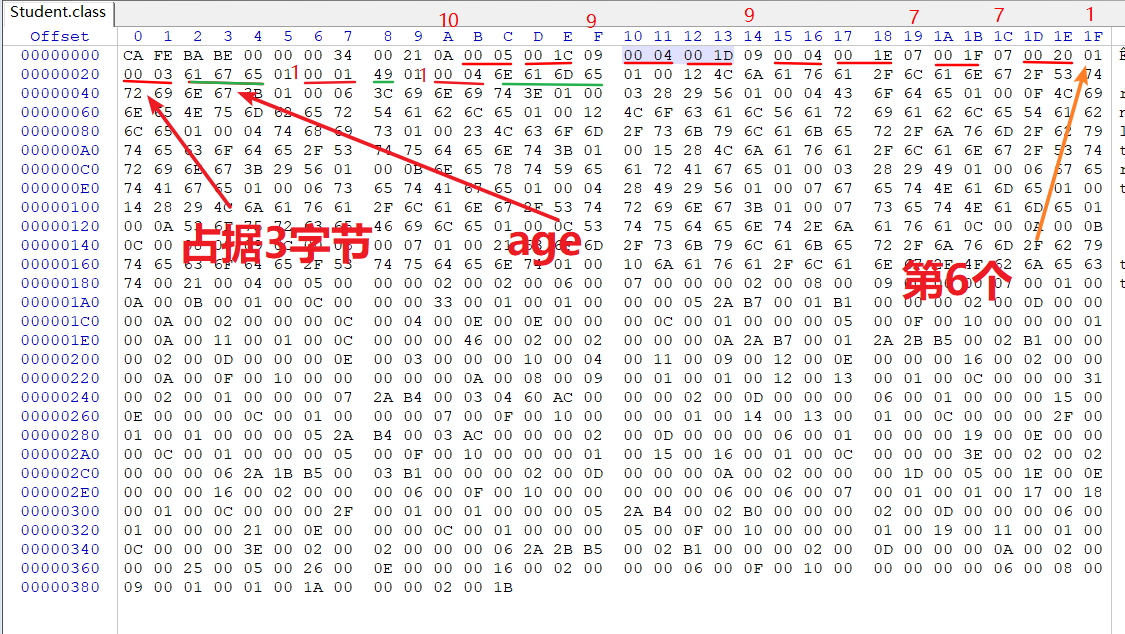 Student.class
10 9 9 7 7 1
Offset 0 1 2 3 4 5 6 7 8 9 A B C D E F 10 11 12 13 14 15 16 17 18 19 1A 1B 1C 1D 1E 1F
00000000 CA FE BA BE 00 00 00 34 00 21 0A 00 05 00 1C 09 00 04 00 1D 09 00 04 00 1E 07 00 1F 07 00 20 01
00000020 00 03 61 67 65 01 1 00 01 49 01 1 00 04 6E 61 6D 65 01 00 12 4C 6A 61 76 61 2F 6C 61 6E 67 2F 53 74
00000040 72 69 6E 67 3B 01 00 06 3C 69 6E 69 74 3E 01 00 03 28 29 56 01 00 04 43 6F 64 65 01 00 0F 4C 69 r
00000060 6E 65 4E 75 6D 62 65 72 54 61 62 6C 65 01 00 12 4C 6F 63 61 6C 56 61 72 69 61 62 6C 65 54 61 62 n
00000080 6C 65 01 00 04 74 68 69 73 01 00 23 4C 63 6F 6D 2F 73 6B 79 6C 61 6B 65 72 2F 6A 76 6D 2F 62 79 l
000000A0 74 65 63 6F 64 65 2F 53 74 75 64 65 6E 74 3B 01 00 15 28 4C 6A 61 76 61 2F 6C 61 6E 67 2F 53 74 t
000000C0 72 69 6E 67 3B 29 56 01 00 0B 6E 65 78 74 59 65 61 72 41 67 65 01 00 03 28 29 49 01 00 06 67 65 r
000000E0 74 41 67 65 01 00 06 73 65 74 41 67 65 01 00 04 28 49 29 56 01 00 07 67 65 74 4E 61 6D 65 01 00 t
00000100 14 28 29 4C 6A 61 76 61 2F 6C 61 6E 67 2F 53 74 72 69 6E 67 3B 01 00 07 73 65 74 4E 61 6D 65 01
00000120 00 0A 53 6F 75 72 63 65 46 69 6C 65 01 00 0C 53 74 75 64 65 6E 74 2E 6A 61 76 61 0C 00 0A 00 0B
占据3字节
age
00000140 0C 00 00 07 01 00 21 6D 2F 73 6B 79 6C 61 6B 65 72 2F 6A 76 6D 2F 62 79
00000160 74 65 63 6F 64 65 2F 53 74 75 64 65 6E 74 01 00 10 6A 61 76 61 2F 6C 61 6E 67 2F 4F 62 6A 65 63 t
第6个
00000180 74 00 21 00 04 00 05 00 00 00 02 00 02 00 06 00 07 00 00 00 02 00 08 00 09 00 07 00 01 00 t
000001A0 0A 00 0B 00 01 00 0C 00 00 00 33 00 01 00 01 00 00 00 05 2A B7 00 01 B1 00 00 00 02 00 0D 00 00
000001C0 00 0A 00 02 00 00 00 0C 00 04 00 0E 00 0E 00 00 00 0C 00 01 00 00 00 05 00 0F 00 10 00 00 00 01
000001E0 00 0A 00 11 00 01 00 0C 00 00 00 46 00 02 00 02 00 00 00 0A 2A B7 00 01 2A 2B B5 00 02 B1 00 00
00000200 00 02 00 0D 00 00 00 0E 00 03 00 00 00 10 00 04 00 11 00 09 00 12 00 0E 00 00 00 16 00 02 00 00
00000220 00 0A 00 0F 00 10 00 00 00 00 00 0A 00 08 00 09 00 01 00 01 00 12 00 13 00 01 00 0C 00 00 00 31
00000240 00 02 00 01 00 00 00 07 2A B4 00 03 04 60 AC 00 00 00 02 00 0D 00 00 00 06 00 01 00 00 00 15 00
00000260 0E 00 00 00 0C 00 01 00 00 00 07 00 0F 00 10 00 00 00 01 00 14 00 13 00 01 00 0C 00 00 00 2F 00
00000280 01 00 01 00 00 00 05 2A B4 00 03 AC 00 00 00 02 00 0D 00 00 00 06 00 01 00 00 00 19 00 0E 00 00
000002A0 00 0C 00 01 00 00 00 05 00 0F 00 10 00 00 00 01 00 15 00 16 00 01 00 0C 00 00 00 3E 00 02 00 02
000002C0 00 00 00 06 2A 1B B5 00 03 B1 00 00 00 02 00 0D 00 00 00 0A 00 02 00 00 00 1D 00 05 00 1E 00 0E
000002E0 00 00 00 16 00 02 00 00 00 06 00 0F 00 10 00 00 00 00 00 06 00 06 00 07 00 01 00 01 00 17 00 18
00000300 00 01 00 0C 00 00 00 2F 00 01 00 01 00 00 00 05 2A B4 00 02 B0 00 00 00 02 00 0D 00 00 00 06 00
00000320 01 00 00 00 21 00 0E 00 00 00 0C 00 01 00 00 00 05 00 0F 00 10 00 00 00 01 00 19 00 11 00 01 00
00000340 0C 00 00 00 3E 00 02 00 02 00 00 00 06 2A 2B B5 00 02 B1 00 00 00 02 00 0D 00 00 00 0A 00 02 00
00000360 00 00 25 00 05 00 26 00 0E 00 00 00 16 00 02 00 00 00 06 00 0F 00 10 00 00 00 00 00 06 00 08 00
00000380 09 00 01 00 01 00 1A 00 00 00 02 00 1B